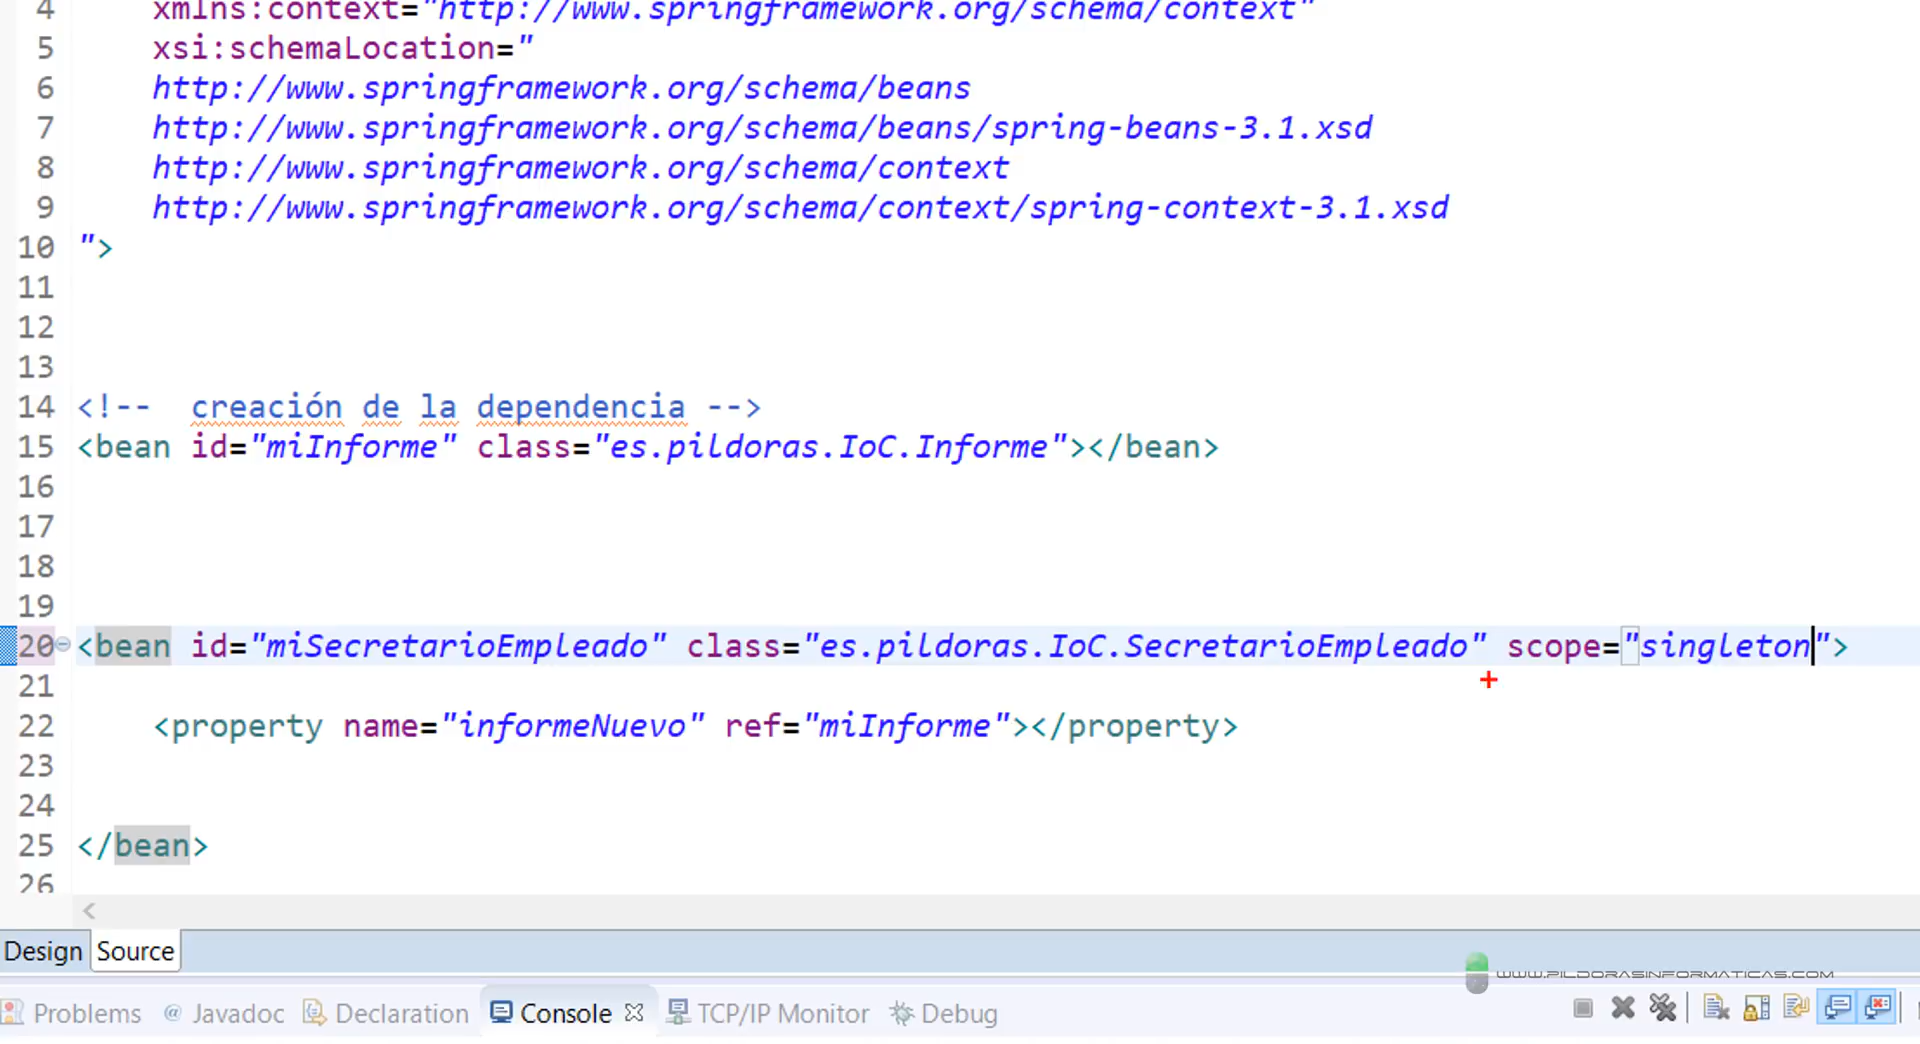 4 xmlns:context="http://www.springframework.org/schema/context"
5 xsi:schemaLocation="
6 http://www.springframework.org/schema/beans
7 http://www.springframework.org/schema/beans/spring-beans-3.1.xsd
8 http://www.springframework.org/schema/context
9 http://www.springframework.org/schema/context/spring-context-3.1.xsd
10 ">
11
12
13
14 <!-- creación de la dependencia -->
15 <bean id="miInforme" class="es.pildoras.IoC.Informe"></bean>
16
17
18
19
20 <bean id="miSecretarioEmpleado" class="es.pildoras.IoC.SecretarioEmpleado" scope="singleton">
21
22 <property name="informeNuevo" ref="miInforme"></property>
23
24
25 </bean>
26
Design Source
WWW.PILDORASINFORMATICAS.COM
Problems @ Javadoc Declaration Console TCP/IP Monitor Debug